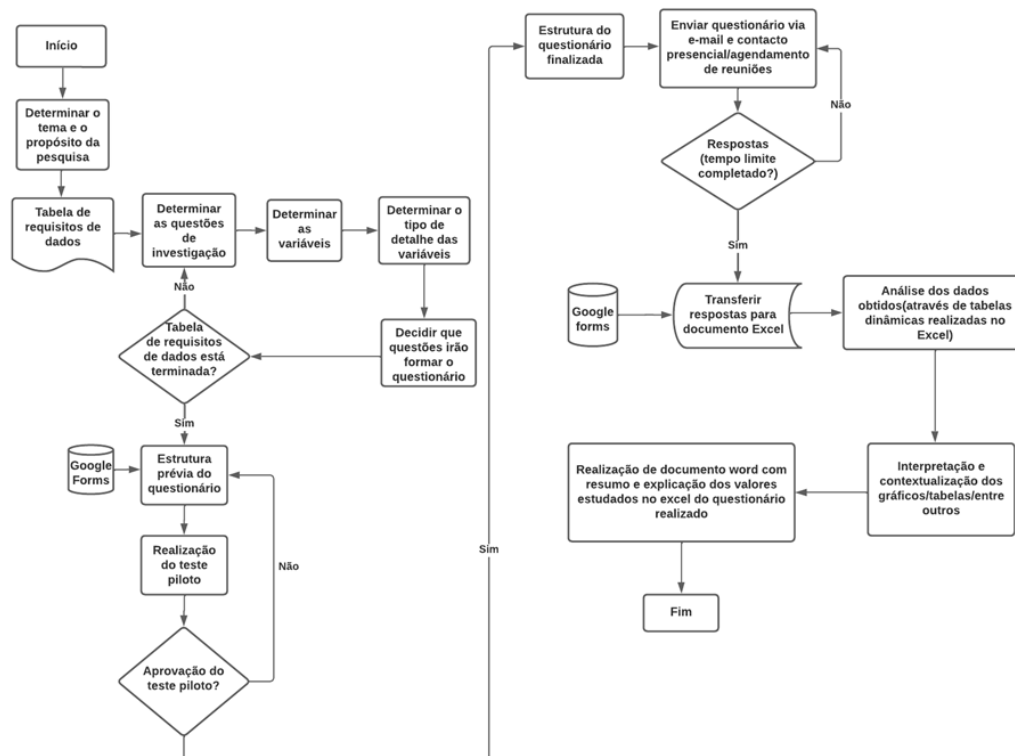 Início
Determinar o
tema e o
propósito da
pesquisa
Tabela de
requisitos de
dados
Determinar
as questões
de
investigação
Determinar
as
variáveis
Determinar o
tipo de
detalhe das
variáveis
Decidir que
questões irão
formar o
questionário
Não
Tabela
de requisitos
de dados está
terminada?
Sim
Google
Forms
Estrutura
prévia do
questionário
Realização
do teste
piloto
Não
Aprovação do
teste piloto?
Sim
Estrutura do
questionário
finalizada
Enviar questionário via
e-mail e contacto
presencial/agendamento
de reuniões
Não
Respostas
(tempo limite
completado?)
Sim
Google
forms
Transferir
respostas para
documento Excel
Análise dos dados
obtidos(através de tabelas
dinâmicas realizadas no
Excel)
Interpretação e
contextualização dos
gráficos/tabelas/entre
outros
Realização de documento word com
resumo e explicação dos valores
estudados no excel do questionário
realizado
Fim